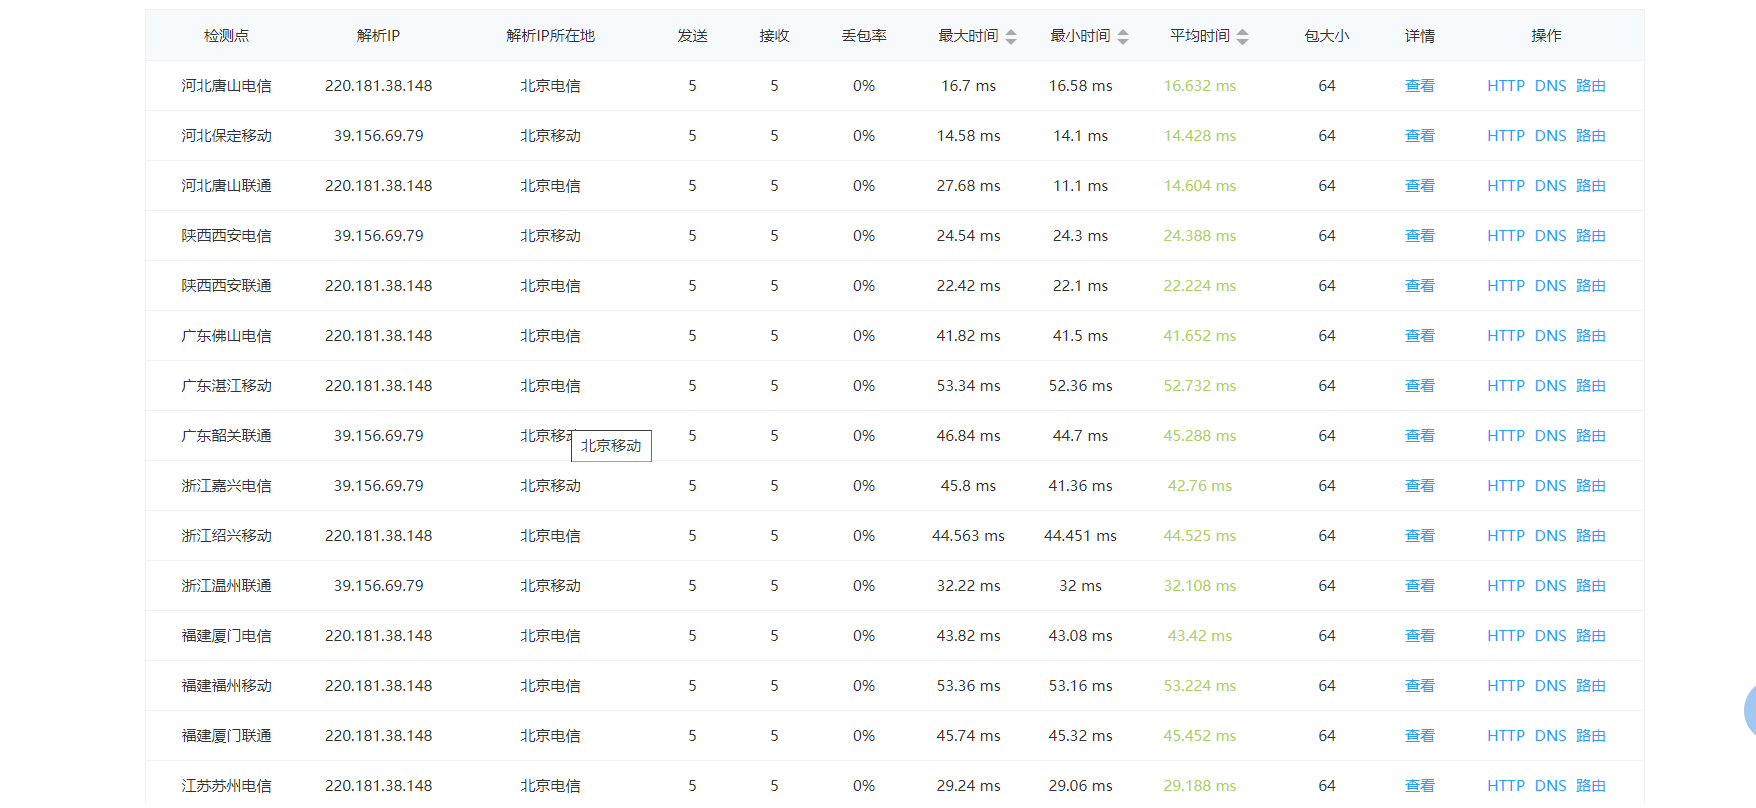 检测点 解析IP 解析IP所在地 发送 接收 丢包率 最大时间 最小时间 平均时间 包大小 详情 操作
河北唐山电信 220.181.38.148 北京电信 5 5 0% 16.7 ms 16.58 ms 16.632 ms 64 查看 HTTP DNS 路由
河北保定移动 39.156.69.79 北京移动 5 5 0% 14.58 ms 14.1 ms 14.428 ms 64 查看 HTTP DNS 路由
河北唐山联通 220.181.38.148 北京电信 5 5 0% 27.68 ms 11.1 ms 14.604 ms 64 查看 HTTP DNS 路由
陕西西安电信 39.156.69.79 北京移动 5 5 0% 24.54 ms 24.3 ms 24.388 ms 64 查看 HTTP DNS 路由
陕西西安联通 220.181.38.148 北京电信 5 5 0% 22.42 ms 22.1 ms 22.224 ms 64 查看 HTTP DNS 路由
广东佛山电信 220.181.38.148 北京电信 5 5 0% 41.82 ms 41.5 ms 41.652 ms 64 查看 HTTP DNS 路由
广东湛江移动 220.181.38.148 北京电信 5 5 0% 53.34 ms 52.36 ms 52.732 ms 64 查看 HTTP DNS 路由
广东韶关联通 39.156.69.79 北京移动 5 5 0% 46.84 ms 44.7 ms 45.288 ms 64 查看 HTTP DNS 路由
北京移动
浙江嘉兴电信 39.156.69.79 北京移动 5 5 0% 45.8 ms 41.36 ms 42.76 ms 64 查看 HTTP DNS 路由
浙江绍兴移动 220.181.38.148 北京电信 5 5 0% 44.563 ms 44.451 ms 44.525 ms 64 查看 HTTP DNS 路由
浙江温州联通 39.156.69.79 北京移动 5 5 0% 32.22 ms 32 ms 32.108 ms 64 查看 HTTP DNS 路由
福建厦门电信 220.181.38.148 北京电信 5 5 0% 43.82 ms 43.08 ms 43.42 ms 64 查看 HTTP DNS 路由
福建福州移动 220.181.38.148 北京电信 5 5 0% 53.36 ms 53.16 ms 53.224 ms 64 查看 HTTP DNS 路由
福建厦门联通 220.181.38.148 北京电信 5 5 0% 45.74 ms 45.32 ms 45.452 ms 64 查看 HTTP DNS 路由
江苏苏州电信 220.181.38.148 北京电信 5 5 0% 29.24 ms 29.06 ms 29.188 ms 64 查看 HTTP DNS 路由